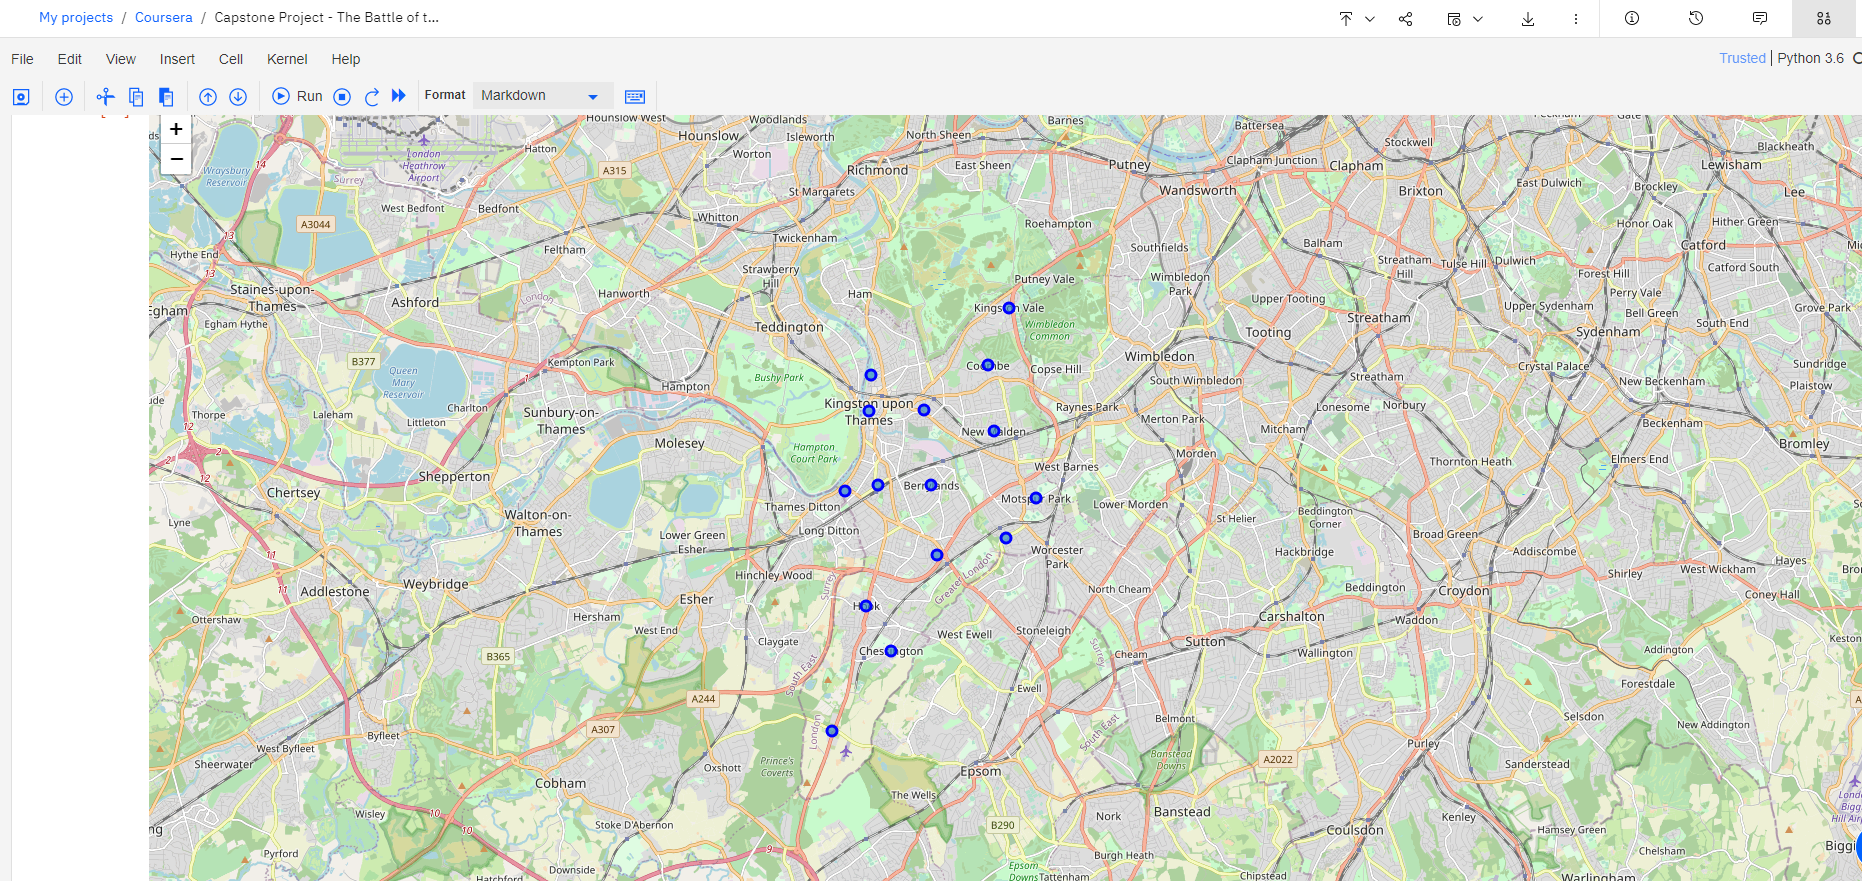 My projects / Coursera / Capstone Project - The Battle of t...
File Edit View Insert Cell Kernel Help
Trusted | Python 3.6
Run
Format
Markdown
+
−
Hounslow West
Woodlands
Barnes
Battersea
Hounslow
Isleworth
North Sheen
Stockwell
Blackheath
Hatton
Worton
Richmond
East Sheen
Putney
Clapham Junction
Clapham
Lewisham
14
London Heathrow Airport
Wraysbury Reservoir
Surrey
A315
St Margarets
Wandsworth
Brixton
East Dulwich
Brockley
Lee
West Bedfont
Bedfont
Whitton
Roehampton
Honor Oak
Hither Green
A3044
13
Twickenham
Southfields
Balham
Catford
Hythe End
Feltham
Strawberry Hill
Wimbledon Park
Streatham Hill
Tulse Hill
Dulwich
Forest Hill
Catford South
13
Staines-upon-Thames
London
Hanworth
Ham
Putney Vale
Upper Tooting
Perry Vale
Ashford
Kingston Vale
Upper Sydenham
Bell Green
Grove Park
Egham
Egham Hythe
Teddington
Wimbledon Common
Tooting
Streatham
Sydenham
South End
B377
Kempton Park
Wimbledon
Crystal Palace
Sundridge
Queen Mary Reservoir
Bushy Park
Coombe
Copse Hill
South Wimbledon
Streatham
New Beckenham
Plaistow
Hampton
Thorpe
Laleham
Charlton
Littleton
Sunbury-on-Thames
Kingston upon Thames
Raynes Park
Merton Park
Lonesome
Norbury
Beckenham
12
Molesey
New Malden
Mitcham
Bromley
2
Hampton Court Park
Morden
Thornton Heath
Elmers End
12
Shepperton
West Barnes
Chertsey
Berrylands
Motspur Park
Lower Morden
Lyne
Walton-on-Thames
Thames Ditton
St Helier
Beddington Corner
Long Ditton
Lower Green
Esher
Broad Green
11
Worcester Park
Hackbridge
Addiscombe
Hayes
Hinchley Wood
Surrey
Greater London
Shirley
West Wickham
Weybridge
Addlestone
11
North Cheam
Beddington
Croydon
Coney Hill
Esher
Hook
Ottershaw
Hersham
Carshalton
Waddon
West End
Claygate
West Ewell
Stoneleigh
Sutton
Keston
B365
Chessington
Surrey
Cheam
Wallington
Addington
South East
A244
Ewell
Forestdale
London
A307
Belmont
Selsdon
New Addington
West Byfleet
Byfleet
South East
Purley
Sheerwater
Oxshott
Prince's Coverts
Epsom
Banstead Downs
A2022
Sanderstead
Cobham
The Wells
Wisley
10
10
Stoke D'Abernon
B290
Nork
Banstead
Coulsdon
Kenley
Hamsey Green
Pyrford
9
Burgh Heath
Chelsham
Downside
Epsom Downs
Tattenham
Chipstead
Warlingham
Hatchford